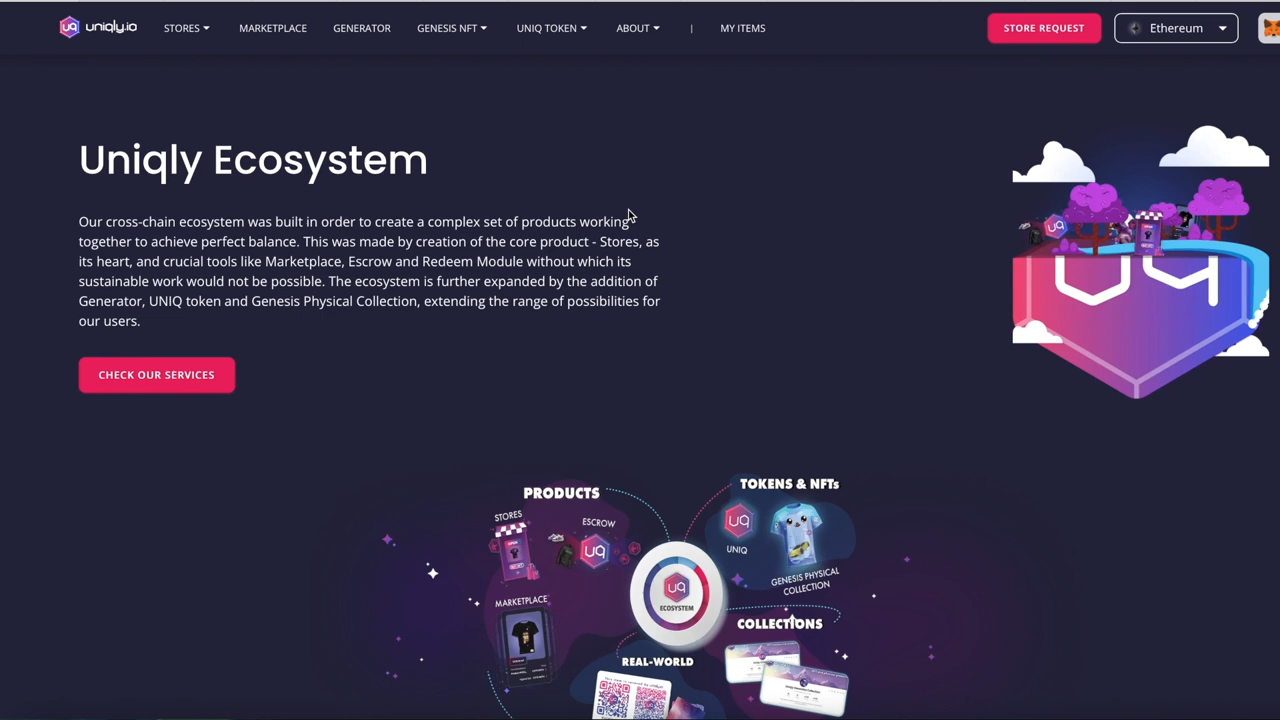 uniqly.io STORES MARKETPLACE GENERATOR GENESIS NFT UNIQ TOKEN ABOUT | MY ITEMS STORE REQUEST Ethereum
Uniqly Ecosystem
Our cross-chain ecosystem was built in order to create a complex set of products working
together to achieve perfect balance. This was made by creation of the core product - Stores, as
its heart, and crucial tools like Marketplace, Escrow and Redeem Module without which its
sustainable work would not be possible. The ecosystem is further expanded by the addition of
Generator, UNIQ token and Genesis Physical Collection, extending the range of possibilities for
our users.
CHECK OUR SERVICES
PRODUCTS
STORES
ESCROW
MARKETPLACE
TOKENS & NFTs
UNIQ
GENESIS PHYSICAL
COLLECTION
ECOSYSTEM
COLLECTIONS
REAL-WORLD